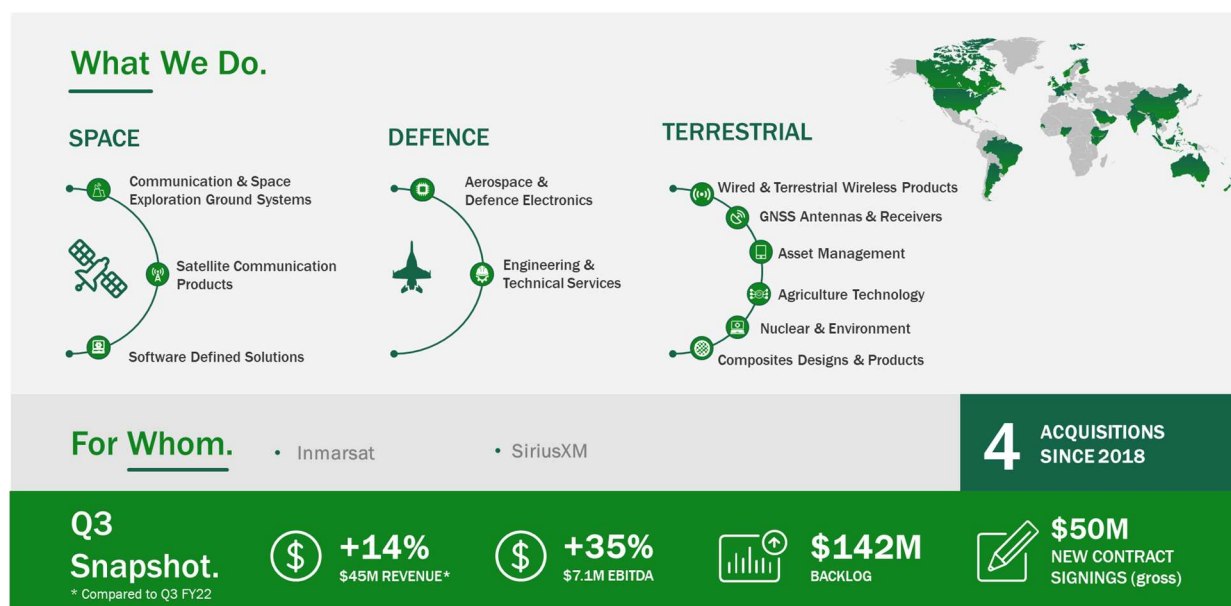 What We Do.
SPACE
Communication & Space
Exploration Ground Systems
Satellite Communication
Products
Software Defined Solutions
DEFENCE
Aerospace &
Defence Electronics
Engineering &
Technical Services
TERRESTRIAL
Wired & Terrestrial Wireless Products
GNSS Antennas & Receivers
Asset Management
Agriculture Technology
Nuclear & Environment
Composites Designs & Products
For Whom.
• Inmarsat
• SiriusXM
4
ACQUISITIONS
SINCE 2018
Q3
Snapshot.
* Compared to Q3 FY22
$
+14%
$45M REVENUE*
$
+35%
$7.1M EBITDA
$142M
BACKLOG
$50M
NEW CONTRACT
SIGNINGS (gross)